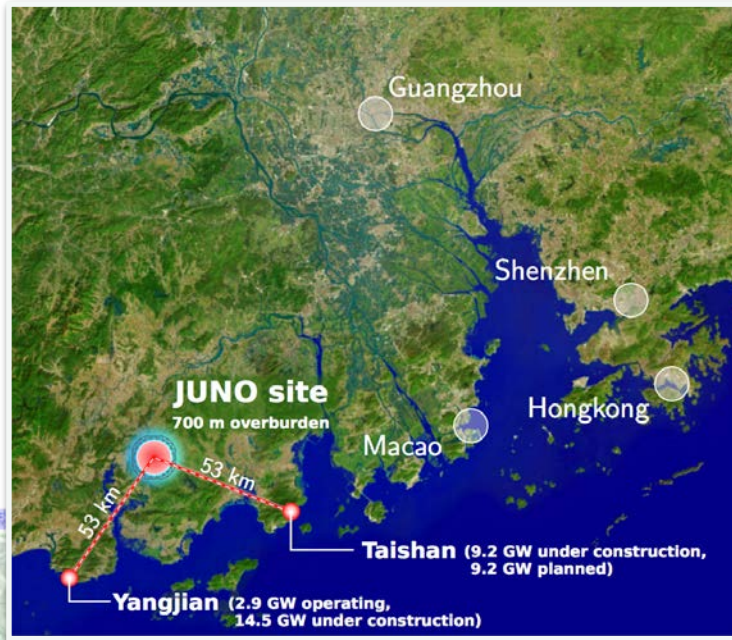 Guangzhou
Shenzhen
JUNO site
700 m overburden
Hongkong
Macao
53 km
53 km
Taishan (9.2 GW under construction,
9.2 GW planned)
Yangjian (2.9 GW operating,
14.5 GW under construction)